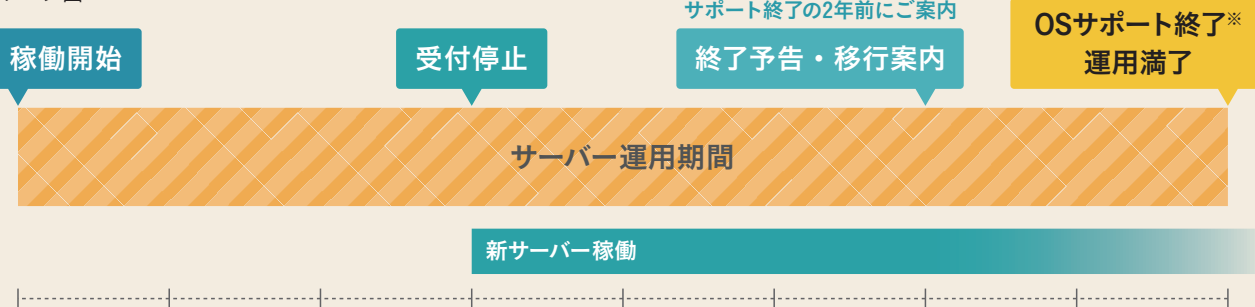 サポート終了の2年前にご案内
稼働開始
受付停止
終了予告・移行案内
OSサポート終了※
運用満了
サーバー運用期間
新サーバー稼働